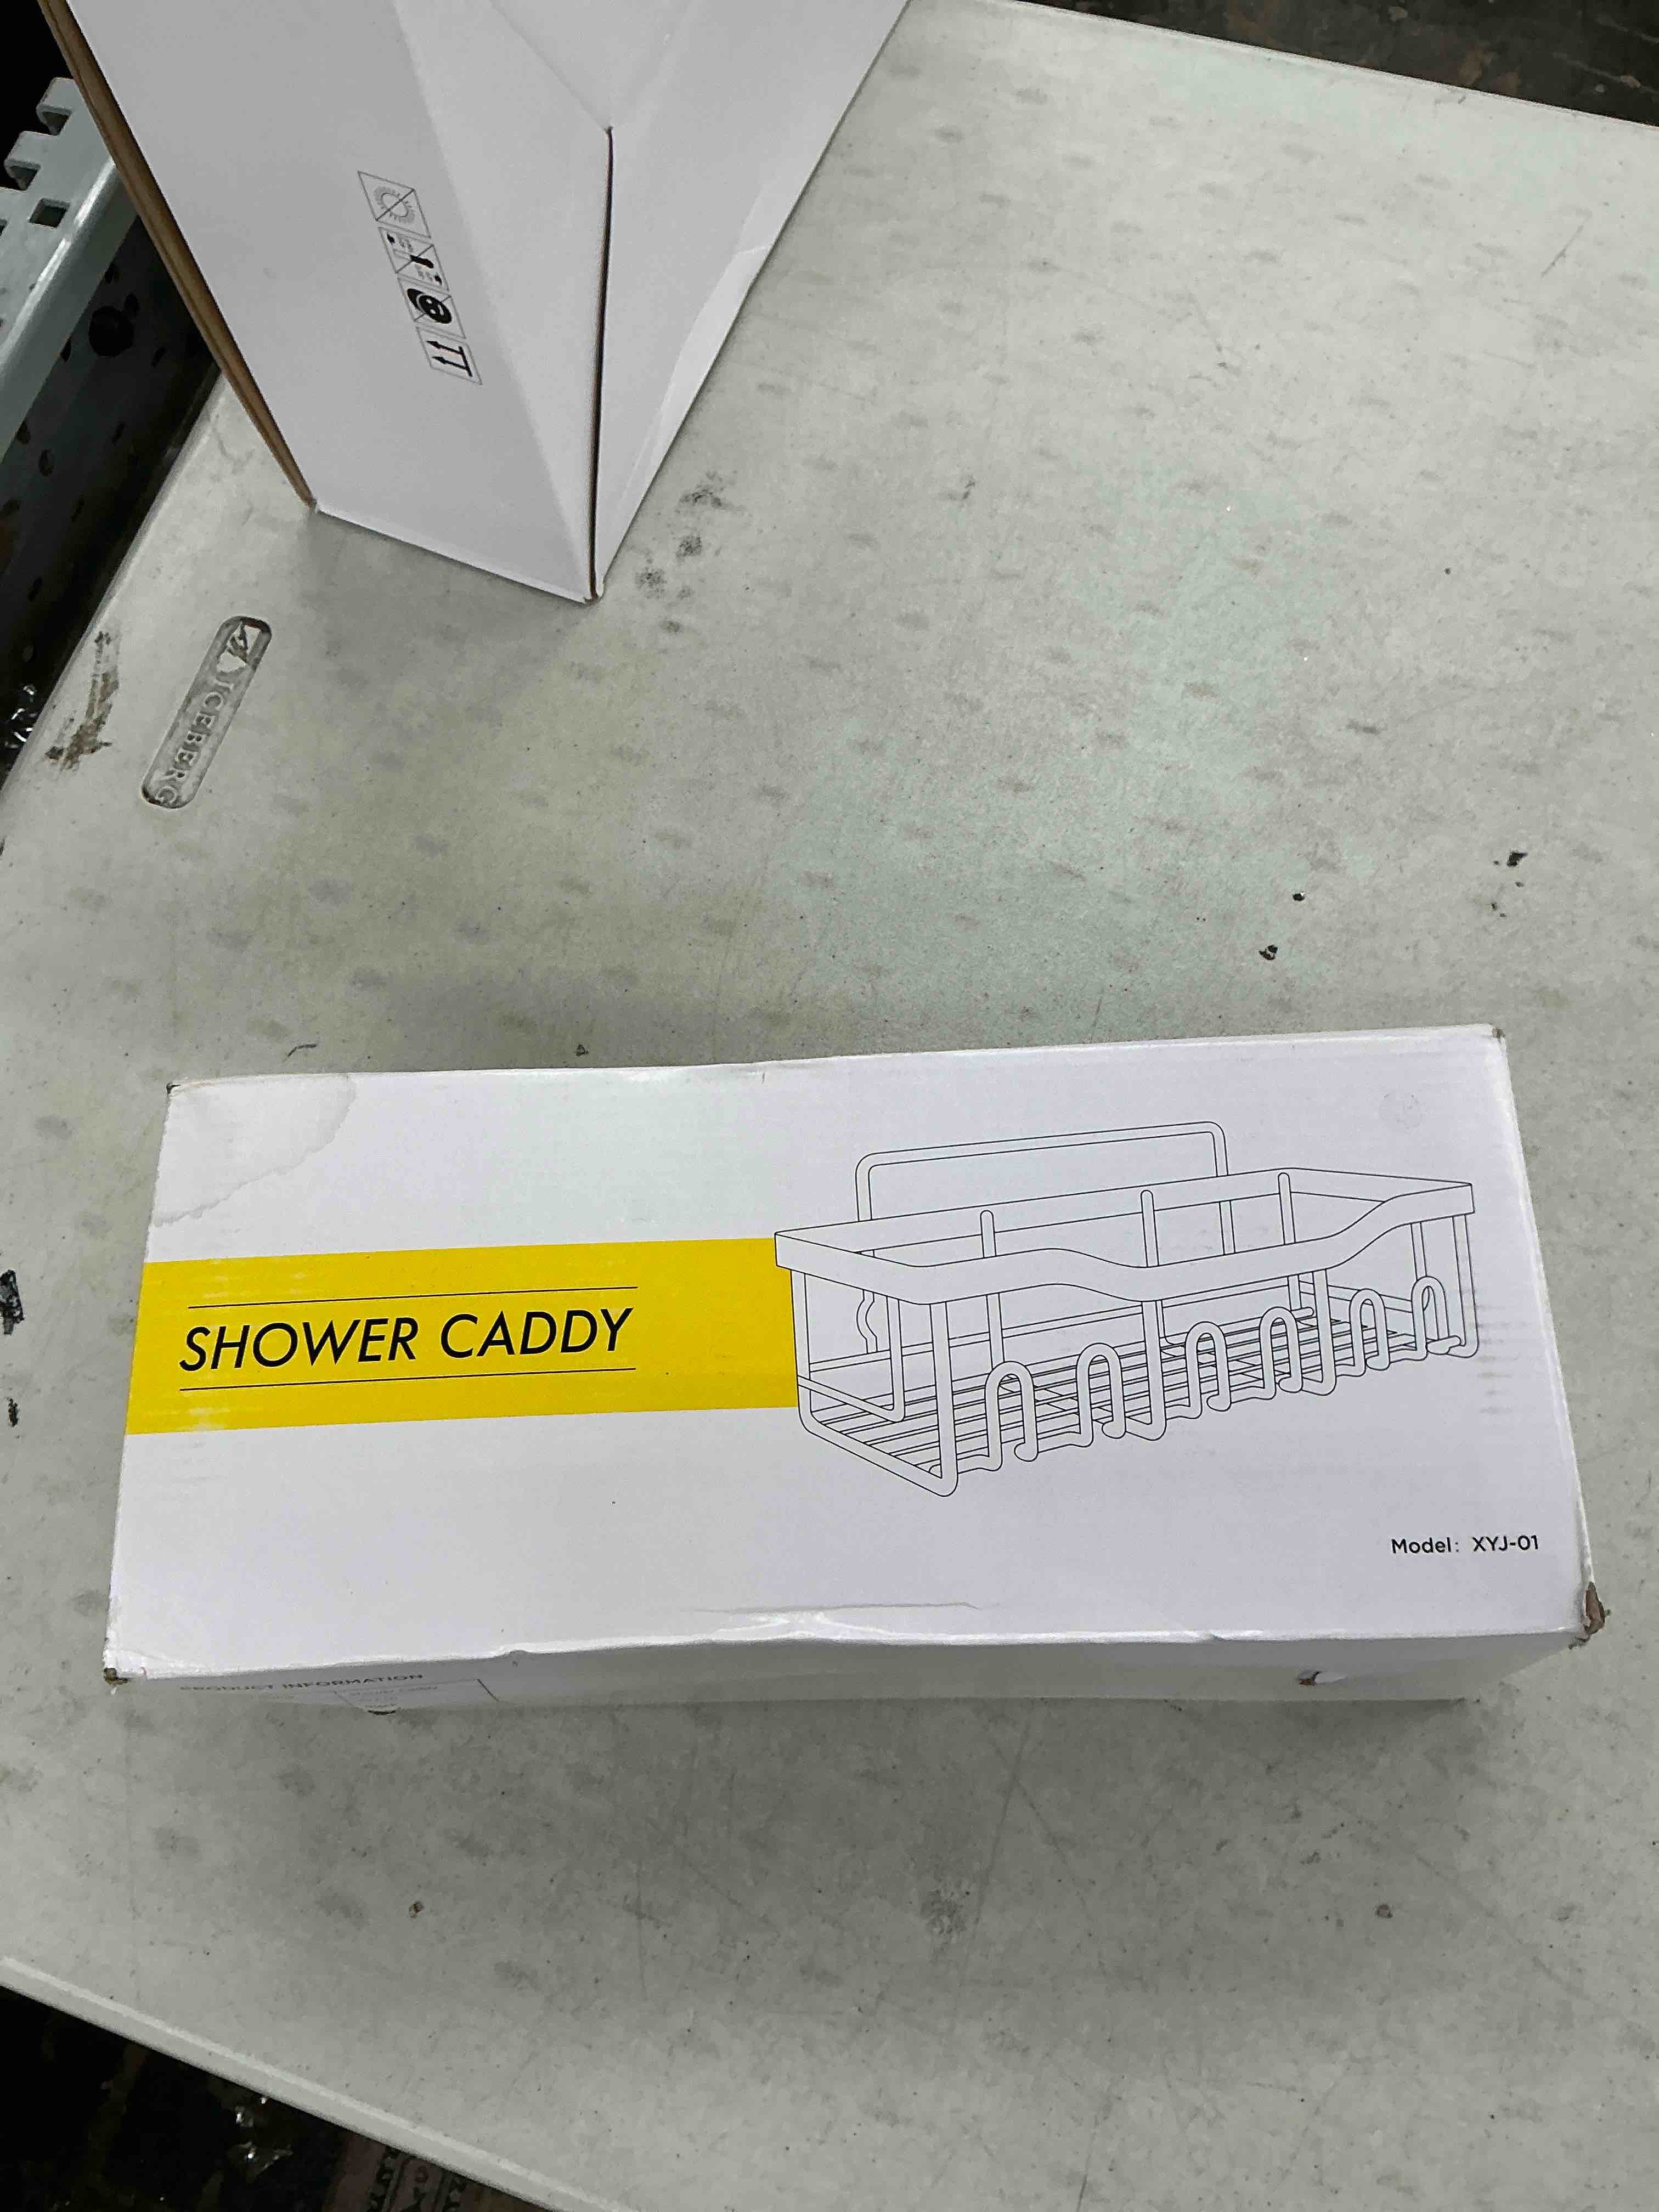 ICEBERG
SHOWER CADDY
Model: XYJ-01
PRODUCT INFORMATION